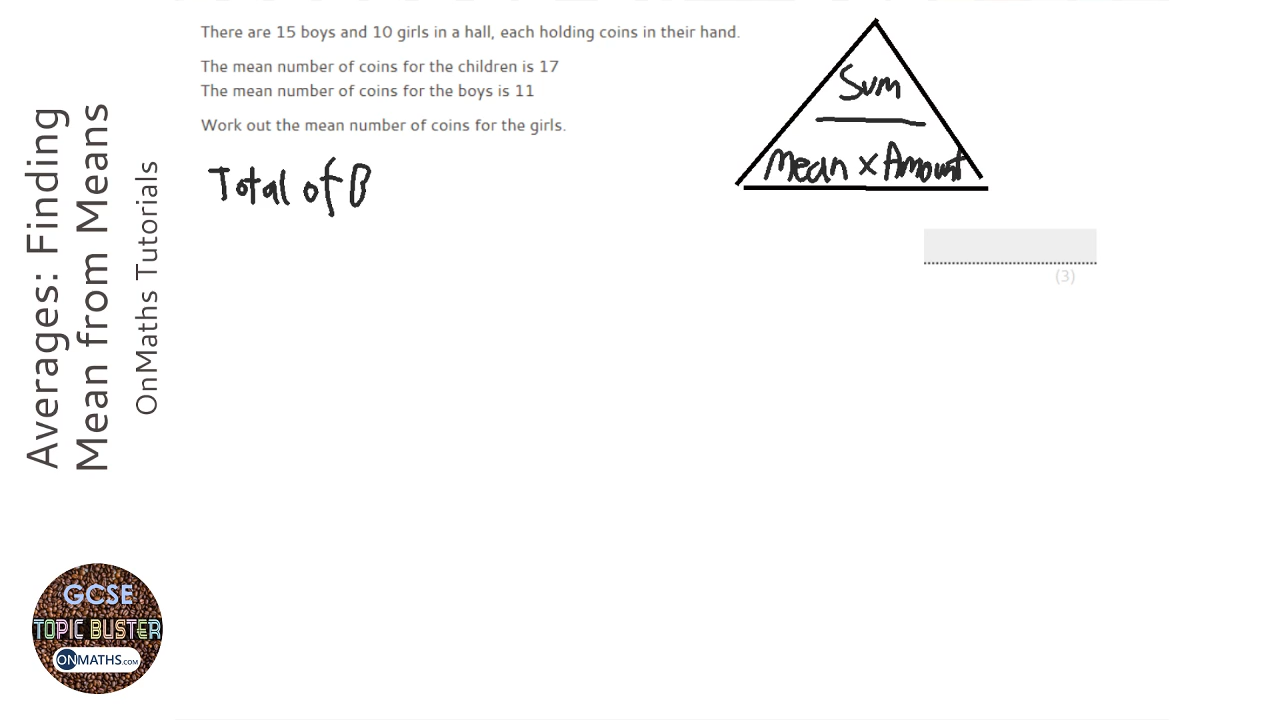 Averages: Finding
Mean from Means
OnMaths Tutorials
There are 15 boys and 10 girls in a hall, each holding coins in their hand.
The mean number of coins for the children is 17
The mean number of coins for the boys is 11
Work out the mean number of coins for the girls.
Total of B
Sum
Mean × Amount
(3)
GCSE
TOPIC BUSTER
ONMATHS.COM